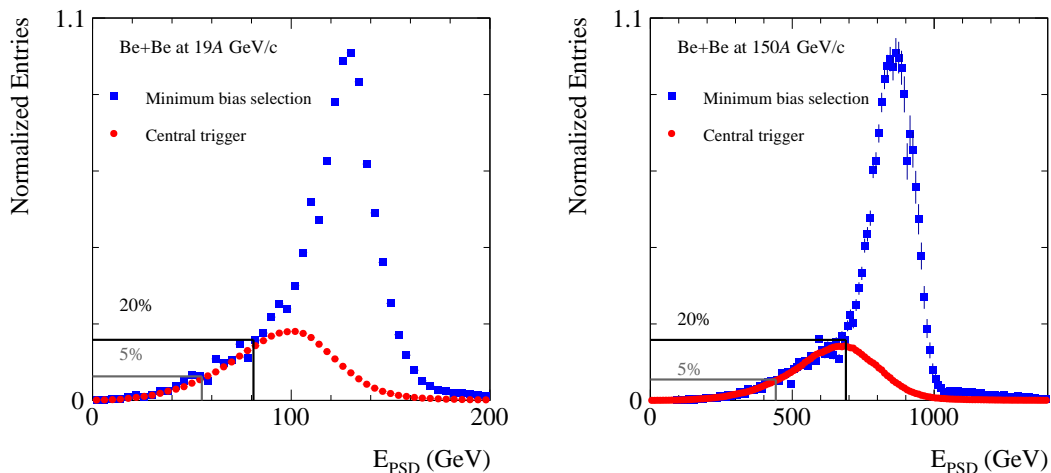 1.1
Normalized Entries
Be+Be at 19A GeV/c
Minimum bias selection
Central trigger
20%
5%
0
0 100 200
E_PSD (GeV)
1.1
Normalized Entries
Be+Be at 150A GeV/c
Minimum bias selection
Central trigger
20%
5%
0
0 500 1000
E_PSD (GeV)